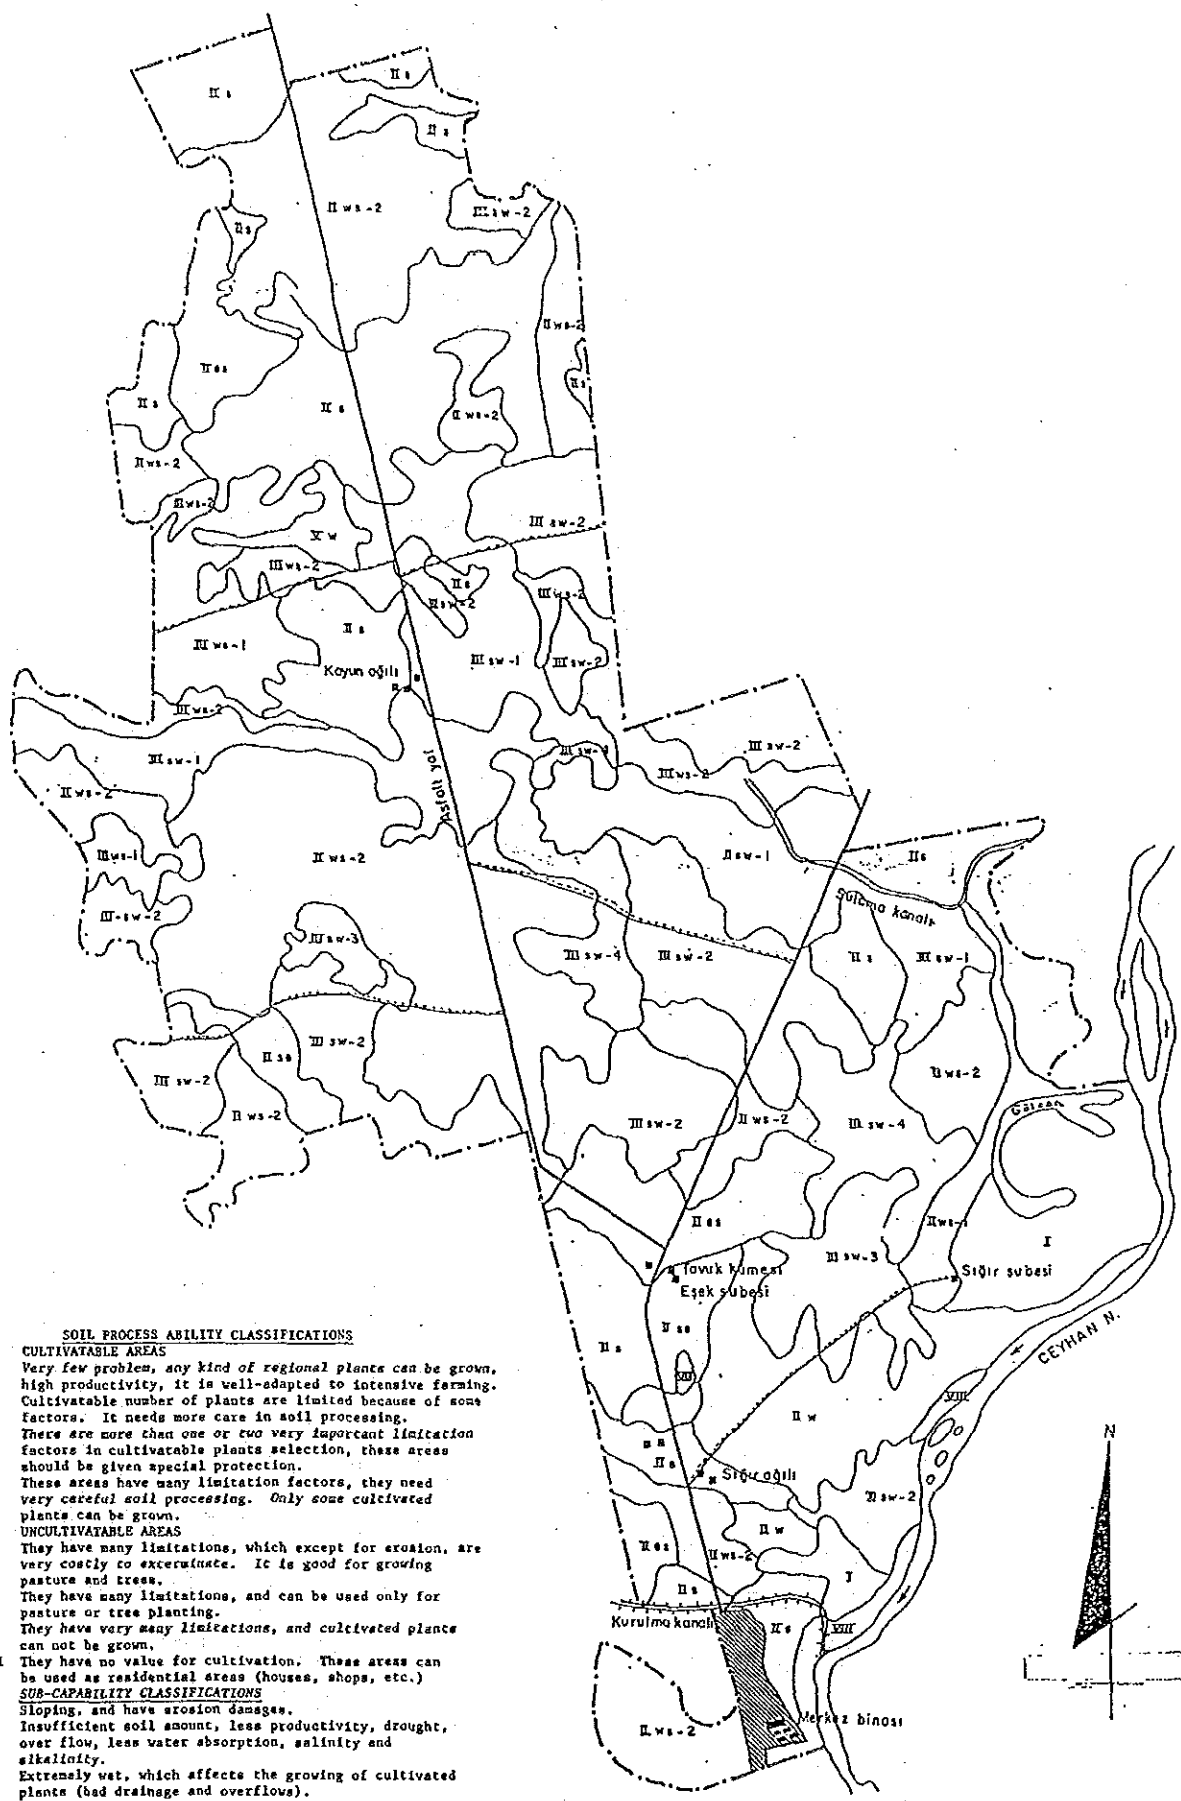 II s
II s
II s
II ws-2
III sw-2
II s
II ws-2
II es
II s
II s
II s
II ws-2
II ws-2
III ws-2
III sw-2
V w
III ws-2
II s
II sw-2
III ws-2
III ws-1
II s
III sw-1
III sw-2
Koyun ağılı
III ws-2
III sw-1
III sw-2
III ws-2
II ws-2
Asfalt yol
III ws-1
II ws-2
II sw-1
II s
Sulama kanalı
III sw-2
III sw-3
III sw-4
III sw-2
II s
III sw-1
III sw-2
II se
III sw-2
II ws-2
II ws-2
III sw-2
II ws-2
III sw-4
Gölcan
II es
II ws-1
I
III sw-3
Tavuk kümesi
Eşek şubesi
Sığır şubesi
II se
II s
CEYHAN N.
VIII
II w
VIII
II s
Sığır ağılı
II sw-2
II w
II es
II ws-2
I
II s
Kurutma kanalı
II s
VIII
II ws-2
Merkez binası
N
SOIL PROCESS ABILITY CLASSIFICATIONS
CULTIVATABLE AREAS
Very few problem, any kind of regional plants can be grown,
high productivity, it is well-adapted to intensive farming.
Cultivatable number of plants are limited because of some
factors. It needs more care in soil processing.
There are more than one or two very important limitation
factors in cultivatable plants selection, these areas
should be given special protection.
These areas have many limitation factors, they need
very careful soil processing. Only some cultivated
plants can be grown.
UNCULTIVATABLE AREAS
They have many limitations, which except for erosion, are
very costly to excerminate. It is good for growing
pasture and trees.
They have many limitations, and can be used only for
pasture or tree planting.
They have very many limitations, and cultivated plants
can not be grown.
I They have no value for cultivation. These areas can
be used as residential areas (houses, shops, etc.)
SUB-CAPABILITY CLASSIFICATIONS
Sloping, and have erosion damages.
Insufficient soil amount, less productivity, drought,
over flow, less water absorption, salinity and
alkalinity.
Extremely wet, which affects the growing of cultivated
plants (bad drainage and overflows).